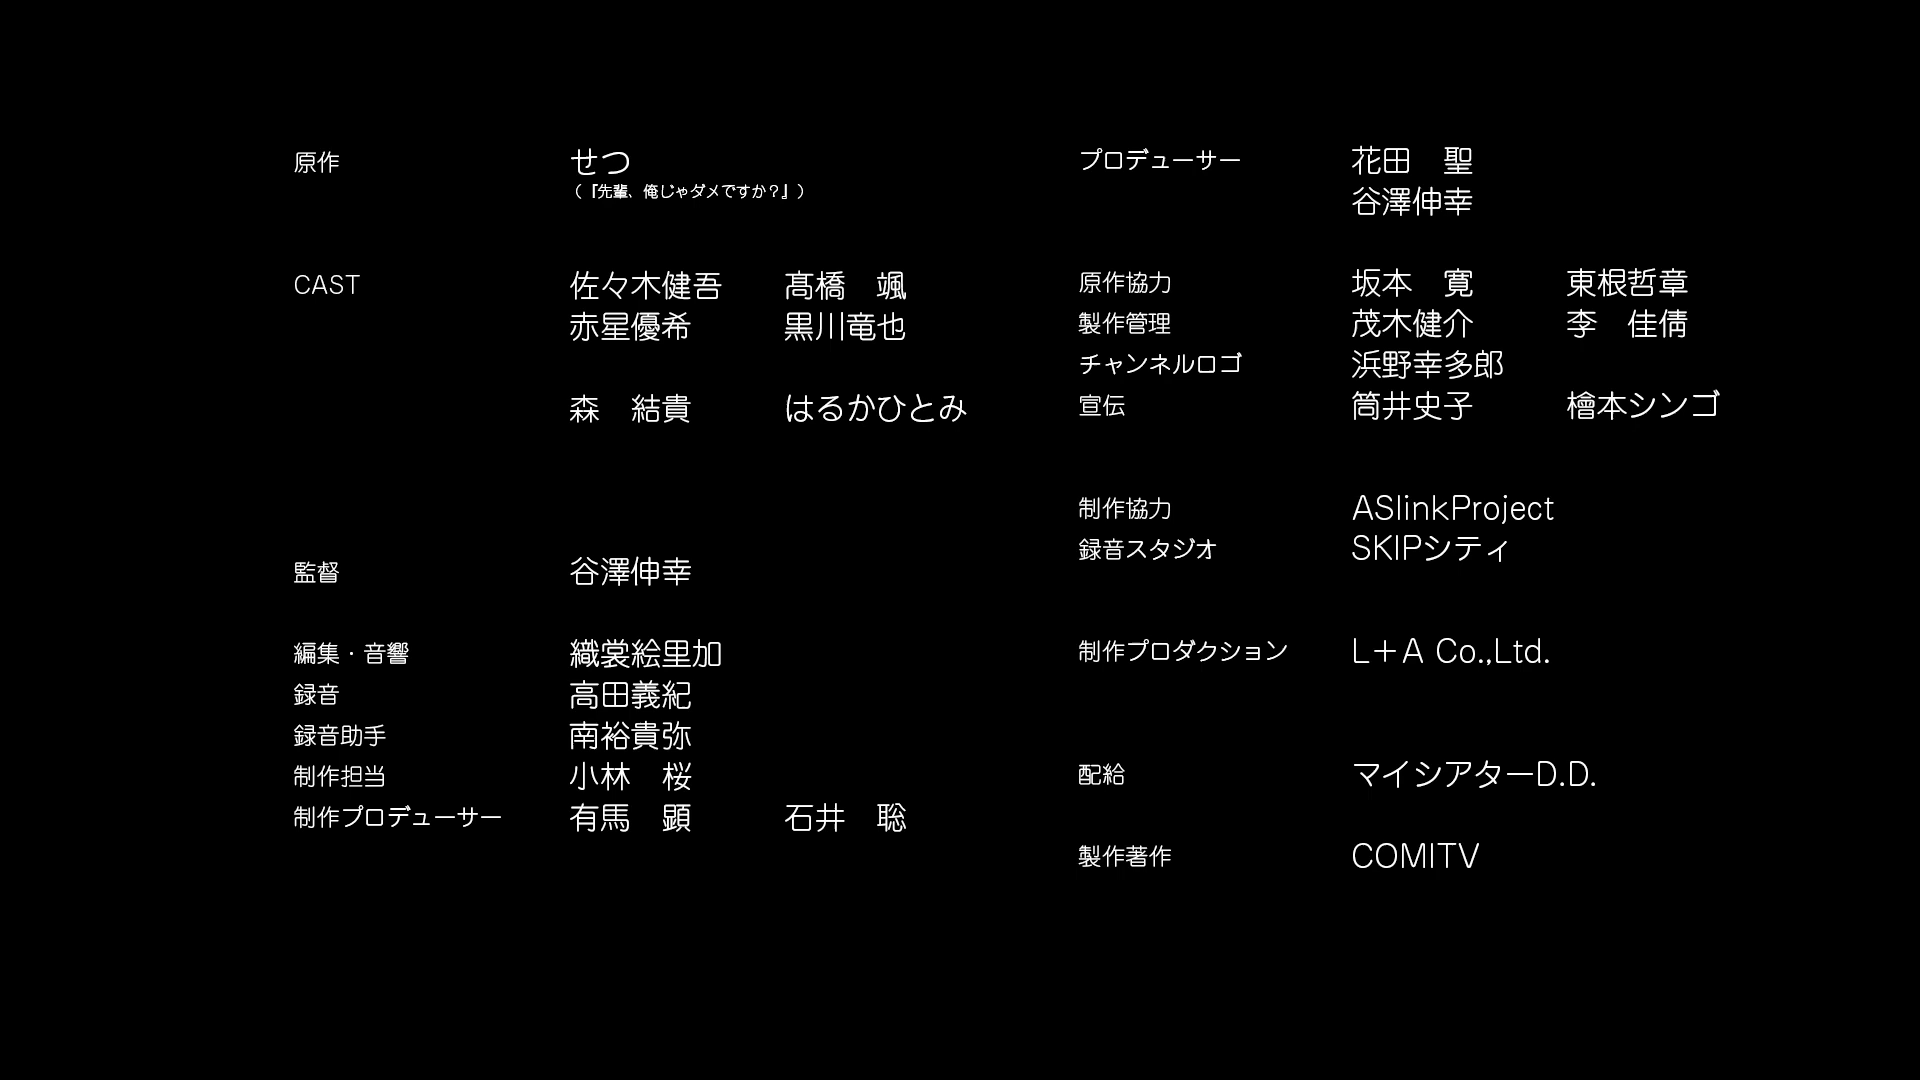 原作 せつ
（『先輩、俺じゃダメですか？』）
CAST 佐々木健吾 髙橋　颯
赤星優希 黒川竜也
森　結貴 はるかひとみ
監督 谷澤伸幸
編集・音響 織裳絵里加
録音 高田義紀
録音助手 南裕貴弥
制作担当 小林　桜
制作プロデューサー 有馬　顕 石井　聡
プロデューサー 花田　聖
谷澤伸幸
原作協力 坂本　寛 東根哲章
製作管理 茂木健介 李　佳倩
チャンネルロゴ 浜野幸多郎
宣伝 筒井史子 檜本シンゴ
制作協力 ASlinkProject
録音スタジオ SKIPシティ
制作プロダクション L＋A Co.,Ltd.
配給 マイシアターD.D.
製作著作 COMITV